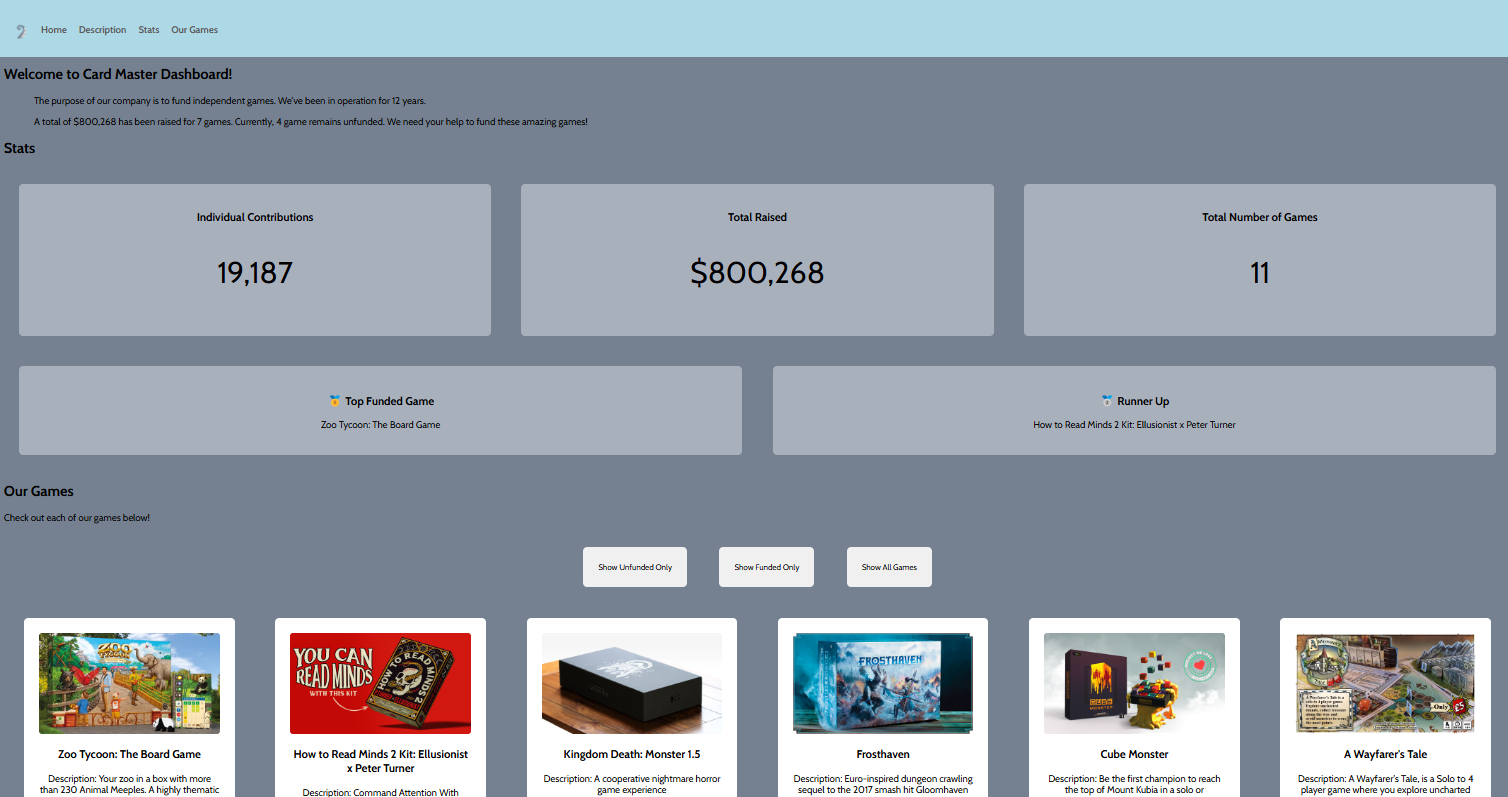 Home Description Stats Our Games
Welcome to Card Master Dashboard!
The purpose of our company is to fund independent games. We've been in operation for 12 years.
A total of $800,268 has been raised for 7 games. Currently, 4 game remains unfunded. We need your help to fund these amazing games!
Stats
Individual Contributions
19,187
Total Raised
$800,268
Total Number of Games
11
🥇 Top Funded Game
Zoo Tycoon: The Board Game
🥈 Runner Up
How to Read Minds 2 Kit: Ellusionist x Peter Turner
Our Games
Check out each of our games below!
Show Unfunded Only
Show Funded Only
Show All Games
ZOO
TYCOON
Zoo Tycoon: The Board Game
Description: Your zoo in a box with more
than 230 Animal Meeples. A highly thematic
YOU CAN
READ MINDS
WITH THIS KIT
HOW TO READ
MINDS 2
How to Read Minds 2 Kit: Ellusionist
x Peter Turner
Description: Command Attention With
Kingdom Death: Monster 1.5
Description: A cooperative nightmare horror
game experience
FROSTHAVEN
Frosthaven
Description: Euro-inspired dungeon crawling
sequel to the 2017 smash hit Gloomhaven
CUBE
MONSTER
Cube Monster
Description: Be the first champion to reach
the top of Mount Kubia in a solo or
Only £5
A Wayfarer's Tale
Description: A Wayfarer's Tale, is a Solo to 4
player game where you explore uncharted